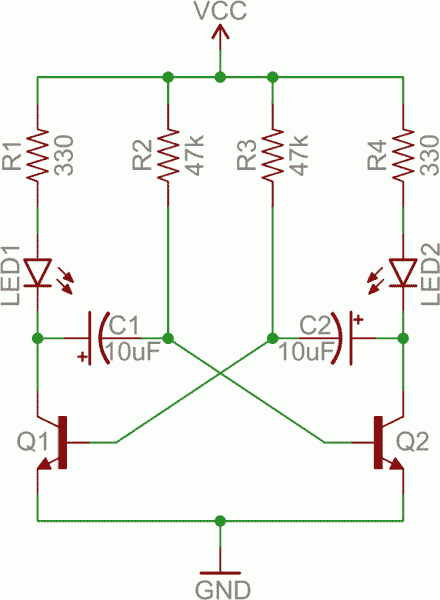 VCC
R1
330
R2
47k
R3
47k
R4
330
LED1
LED2
C1
10uF
+
C2
10uF
+
Q1
Q2
GND